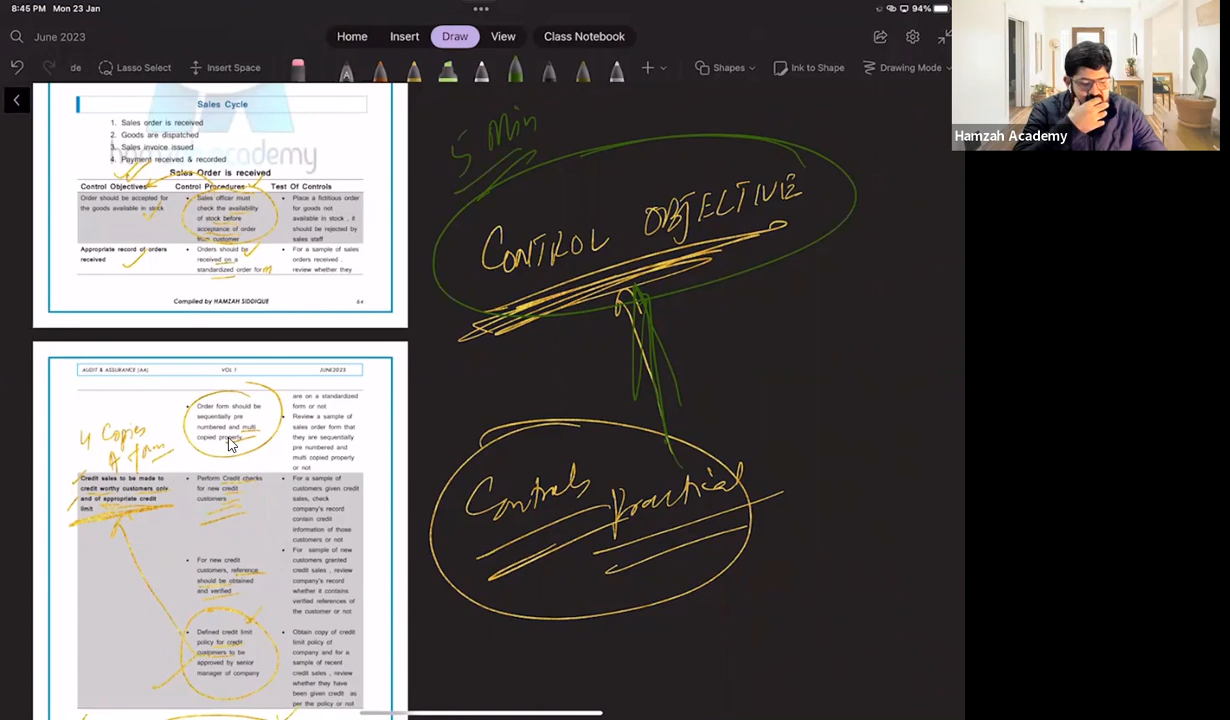 8:45 PM Mon 23 Jan
94%
June 2023
Home Insert Draw View Class Notebook
de Lasso Select Insert Space
Shapes Ink to Shape Drawing Mode
Hamzah Academy
Sales Cycle
1. Sales order is received
2. Goods are dispatched
3. Sales invoice issued
4. Payment received & recorded
academy
Sales Order is received
Control Objectives Control Procedures Test Of Controls
Order should be accepted for
the goods available in stock
• Sales officer must
check the availability
of stock before
acceptance of order
from customer
• Place a fictitious order
for goods not
available in stock , it
should be rejected by
sales staff
Appropriate record of orders
received
• Orders should be
received on a
standardized order form
• For a sample of sales
orders received ,
review whether they
Compiled by HAMZAH SIDDIQUE 64
AUDIT & ASSURANCE (AA) VOL 1 JUNE2023
• Order form should be
sequentially pre
numbered and multi
copied properly
are on a standardized
form or not
• Review a sample of
sales order form that
they are sequentially
pre numbered and
multi copied properly
or not
4 Copies
Credit sales to be made to
credit worthy customers only
and of appropriate credit
limit
• Perform Credit checks
for new credit
customers
• For a sample of
customers given credit
sales, check
company's record
contain credit
information of those
customers or not
• For new credit
customers, reference
should be obtained
and verified
• For sample of new
customers granted
credit sales , review
company's record
whether it contains
verified references of
the customer or not
• Defined credit limit
policy for credit
custpmers to be
approved by senior
manager of company
• Obtain copy of credit
limit policy of
company and for a
sample of recent
credit sales , review
whether they have
been given credit as
per the policy or not
5 Min
CONTROL OBJECTIVE
Controls Practical